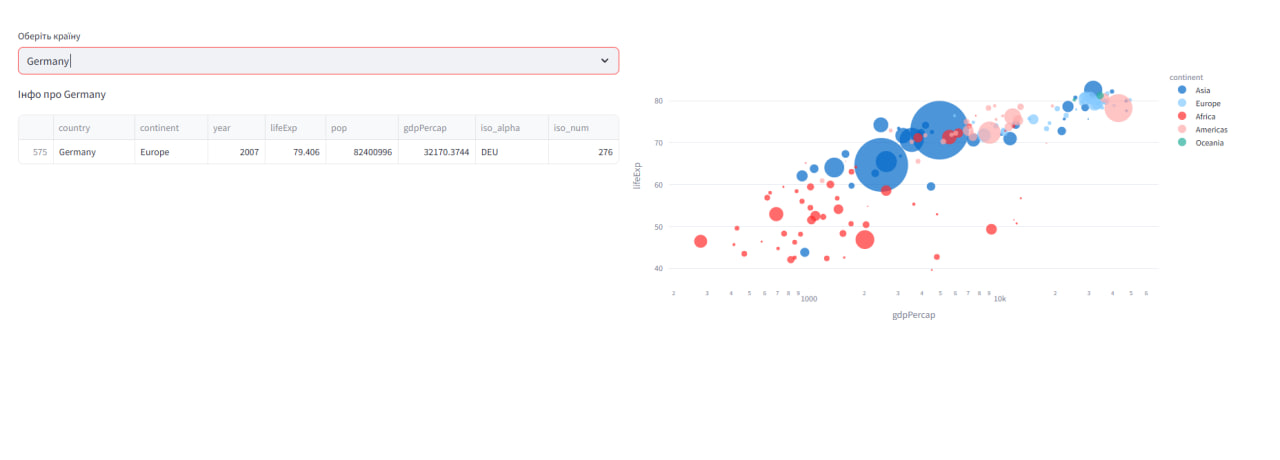 Оберіть країну
Germany
Інфо про Germany
country continent year lifeExp pop gdpPercap iso_alpha iso_num
575 Germany Europe 2007 79.406 82400996 32170.3744 DEU 276
continent
Asia
Europe
Africa
Americas
Oceania
80
70
60
50
40
lifeExp
2 3 4 5 6 7 8 9 1000 2 3 4 5 6 7 8 9 10k 2 3 4 5 6
gdpPercap